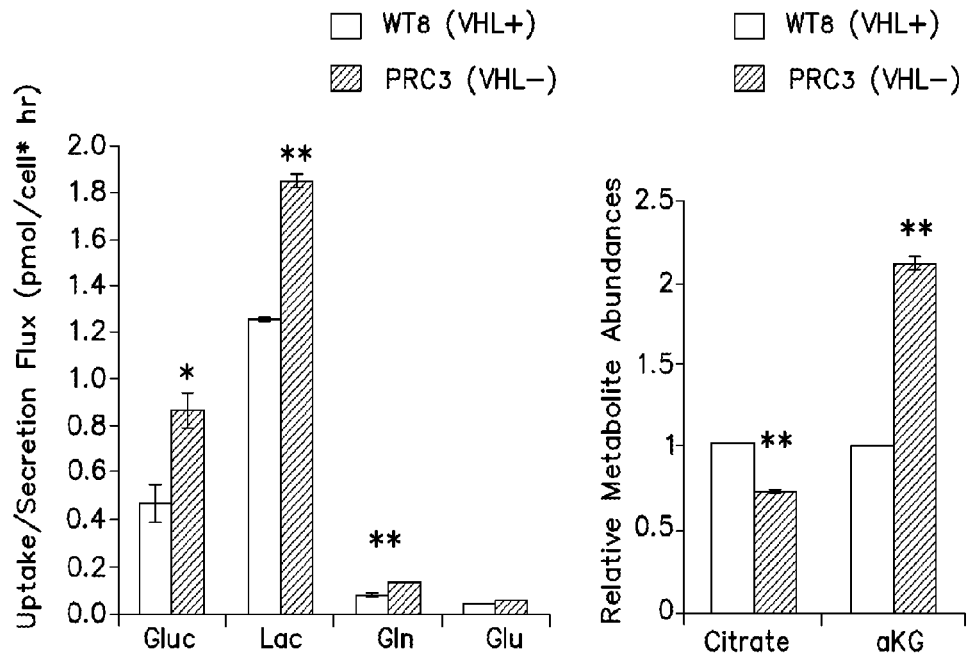 WT8 (VHL+)
PRC3 (VHL−)
Uptake/Secretion Flux (pmol/cell* hr)
2.0
1.8
1.6
1.4
1.2
1.0
0.8
0.6
0.4
0.2
0.0
*
**
**
Gluc Lac Gln Glu
WT8 (VHL+)
PRC3 (VHL−)
Relative Metabolite Abundances
2.5
2
1.5
1
0.5
0
**
**
Citrate aKG